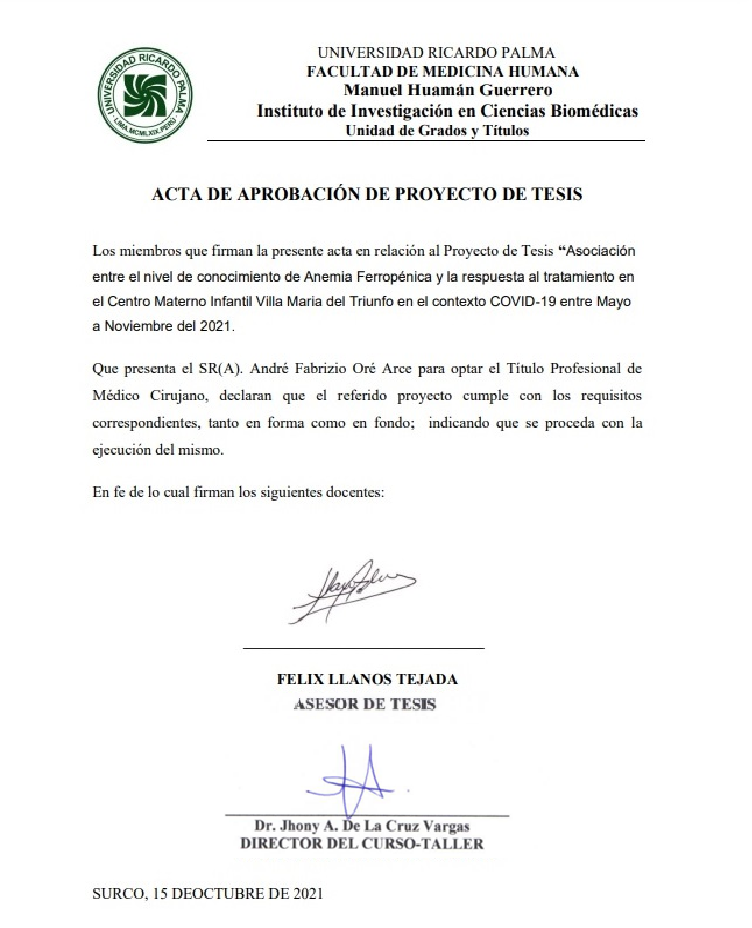 UNIVERSIDAD RICARDO PALMA
LIMA, MCMLXIX, PERÚ
UNIVERSIDAD RICARDO PALMA
FACULTAD DE MEDICINA HUMANA
Manuel Huamán Guerrero
Instituto de Investigación en Ciencias Biomédicas
Unidad de Grados y Títulos
ACTA DE APROBACIÓN DE PROYECTO DE TESIS
Los miembros que firman la presente acta en relación al Proyecto de Tesis “Asociación
entre el nivel de conocimiento de Anemia Ferropénica y la respuesta al tratamiento en
el Centro Materno Infantil Villa Maria del Triunfo en el contexto COVID-19 entre Mayo
a Noviembre del 2021.
Que presenta el SR(A). André Fabrizio Oré Arce para optar el Título Profesional de
Médico Cirujano, declaran que el referido proyecto cumple con los requisitos
correspondientes, tanto en forma como en fondo; indicando que se proceda con la
ejecución del mismo.
En fe de lo cual firman los siguientes docentes:
FELIX LLANOS TEJADA
ASESOR DE TESIS
Dr. Jhony A. De La Cruz Vargas
DIRECTOR DEL CURSO-TALLER
SURCO, 15 DEOCTUBRE DE 2021